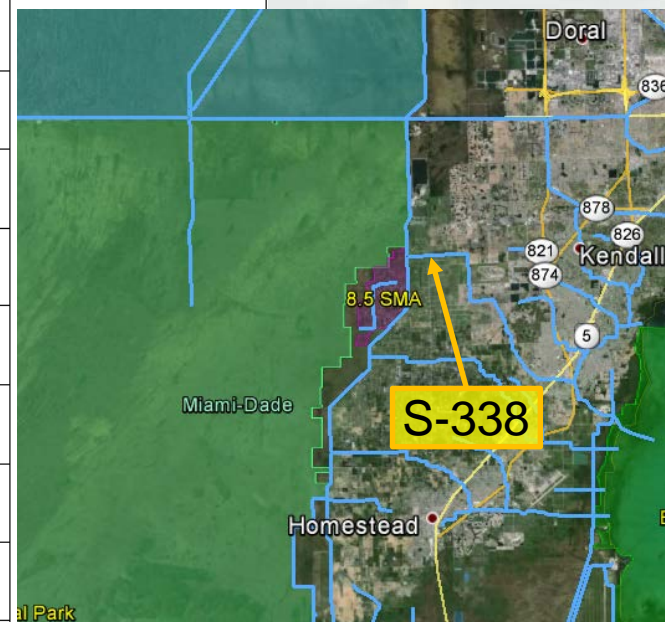 Doral
836
878
826
821
Kendall
874
8.5 SMA
5
Miami-Dade
S-338
Homestead
al Park